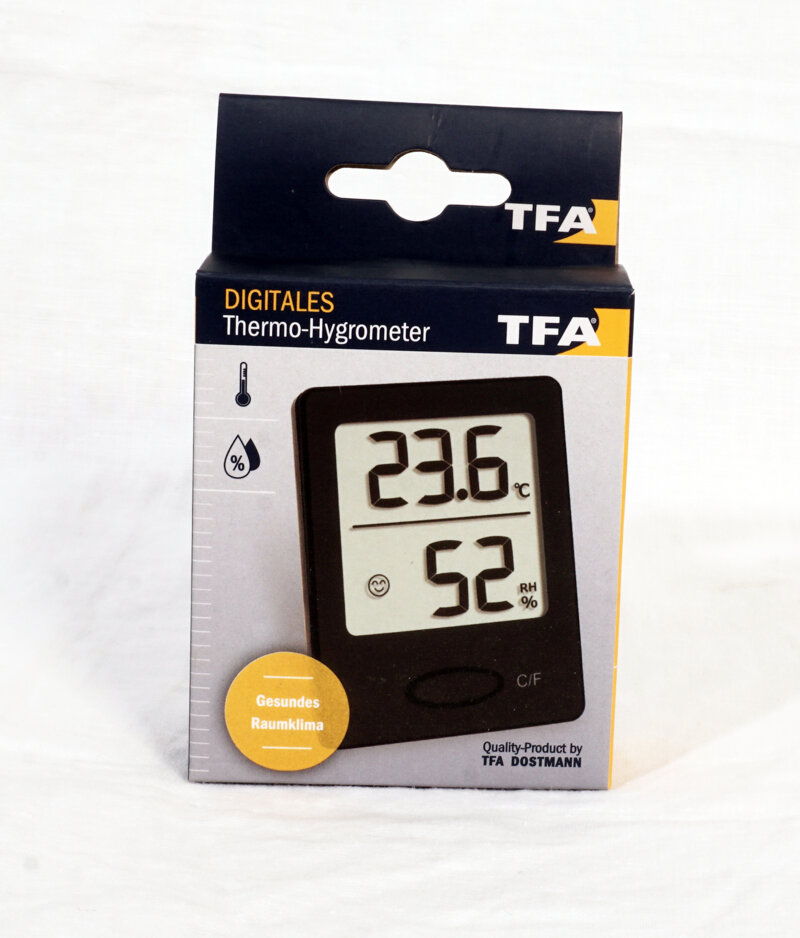 TFA®
DIGITALES
Thermo-Hygrometer
TFA®
%
23.6 °C
52 RH %
C/F
Gesundes
Raumklima
Quality-Product by
TFA DOSTMANN